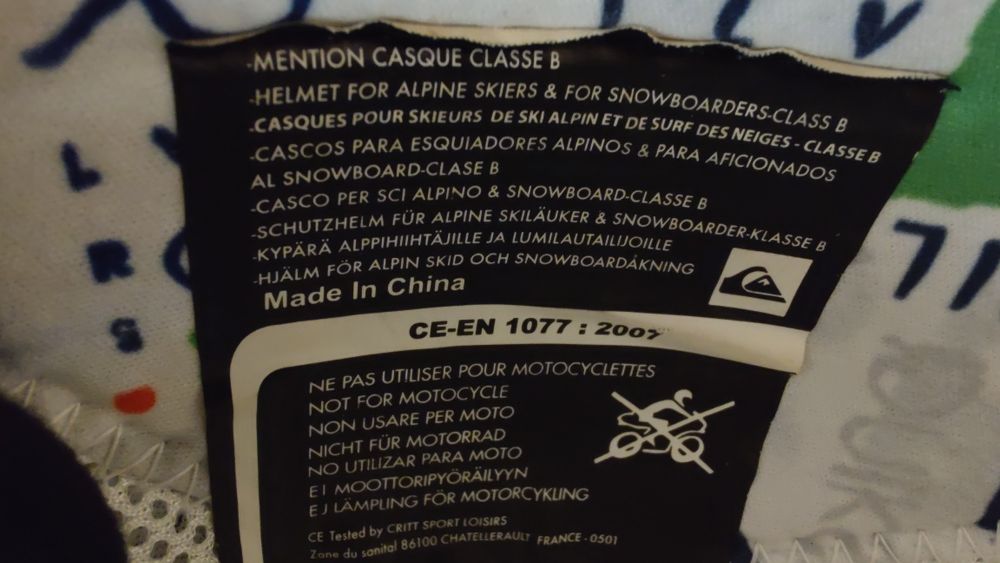 -MENTION CASQUE CLASSE B
-HELMET FOR ALPINE SKIERS & FOR SNOWBOARDERS-CLASS B
-CASQUES POUR SKIEURS DE SKI ALPIN ET DE SURF DES NEIGES - CLASSE B
-CASCOS PARA ESQUIADORES ALPINOS & PARA AFICIONADOS
AL SNOWBOARD-CLASE B
-CASCO PER SCI ALPINO & SNOWBOARD-CLASSE B
-SCHUTZHELM FÜR ALPINE SKILÄUKER & SNOWBOARDER-KLASSE B
-KYPÄRÄ ALPPIHIIHTÄJILLE JA LUMILAUTAILIJOILLE
-HJÄLM FÖR ALPIN SKID OCH SNOWBOARDÅKNING
Made In China
CE-EN 1077 : 2007
NE PAS UTILISER POUR MOTOCYCLETTES
NOT FOR MOTOCYCLE
NON USARE PER MOTO
NICHT FÜR MOTORRAD
NO UTILIZAR PARA MOTO
EI MOOTTORIPYÖRÄILYYN
EJ LÄMPLING FÖR MOTORCYKLING
CE Tested by CRITT SPORT LOISIRS
Zone du sanital 86100 CHATELLERAULT FRANCE - 0501